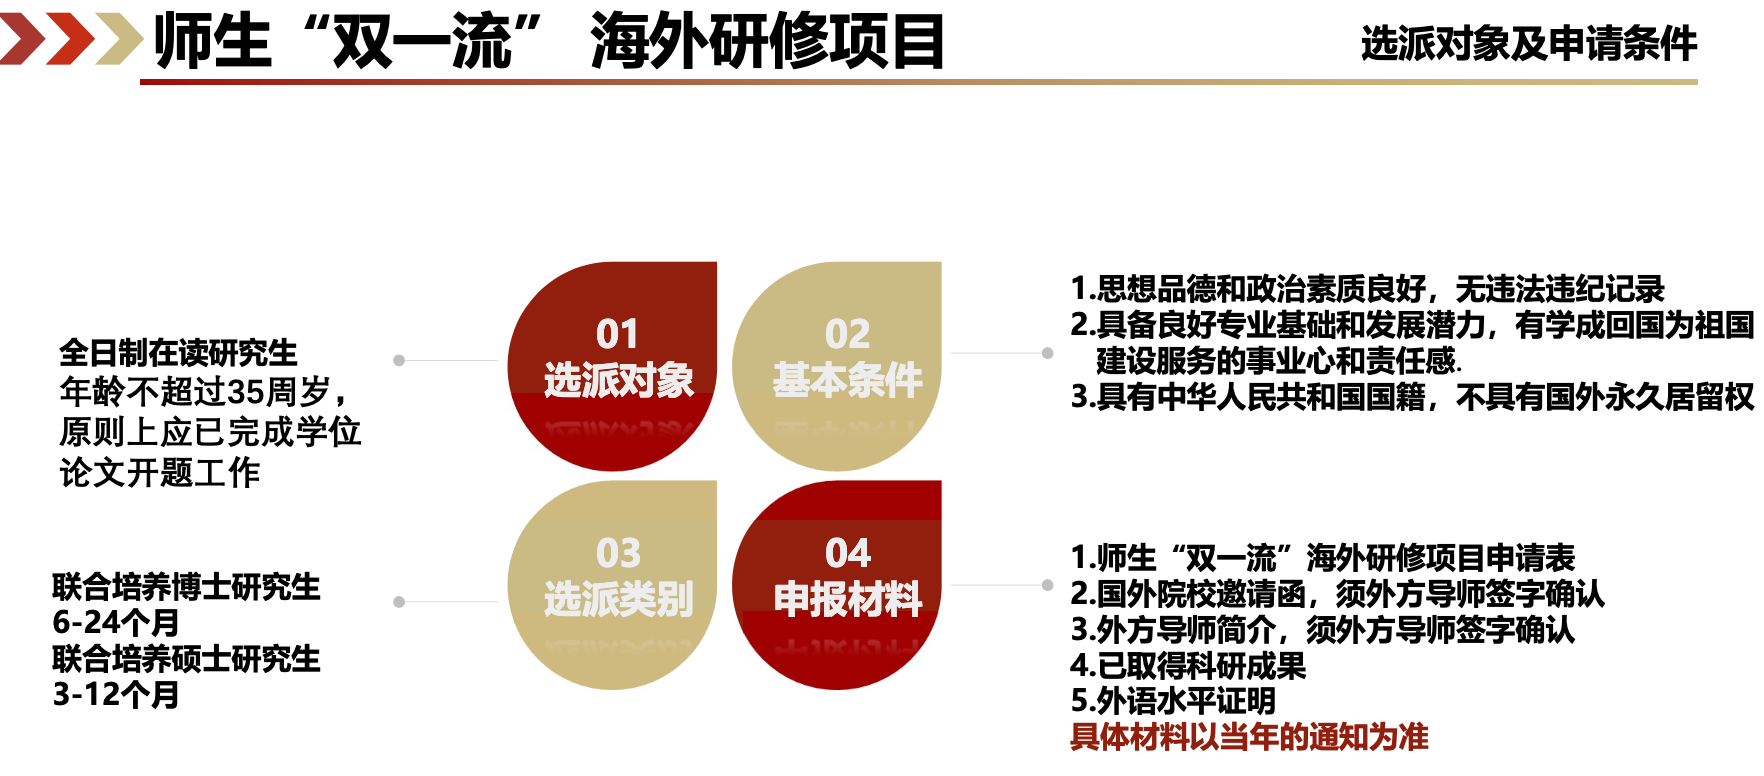 师生“双一流” 海外研修项目
选派对象及申请条件
01
选派对象
全日制在读研究生
年龄不超过35周岁，
原则上应已完成学位
论文开题工作
02
基本条件
1.思想品德和政治素质良好，无违法违纪记录
2.具备良好专业基础和发展潜力，有学成回国为祖国
建设服务的事业心和责任感.
3.具有中华人民共和国国籍，不具有国外永久居留权
03
选派类别
联合培养博士研究生
6-24个月
联合培养硕士研究生
3-12个月
04
申报材料
1.师生“双一流”海外研修项目申请表
2.国外院校邀请函，须外方导师签字确认
3.外方导师简介，须外方导师签字确认
4.已取得科研成果
5.外语水平证明
具体材料以当年的通知为准